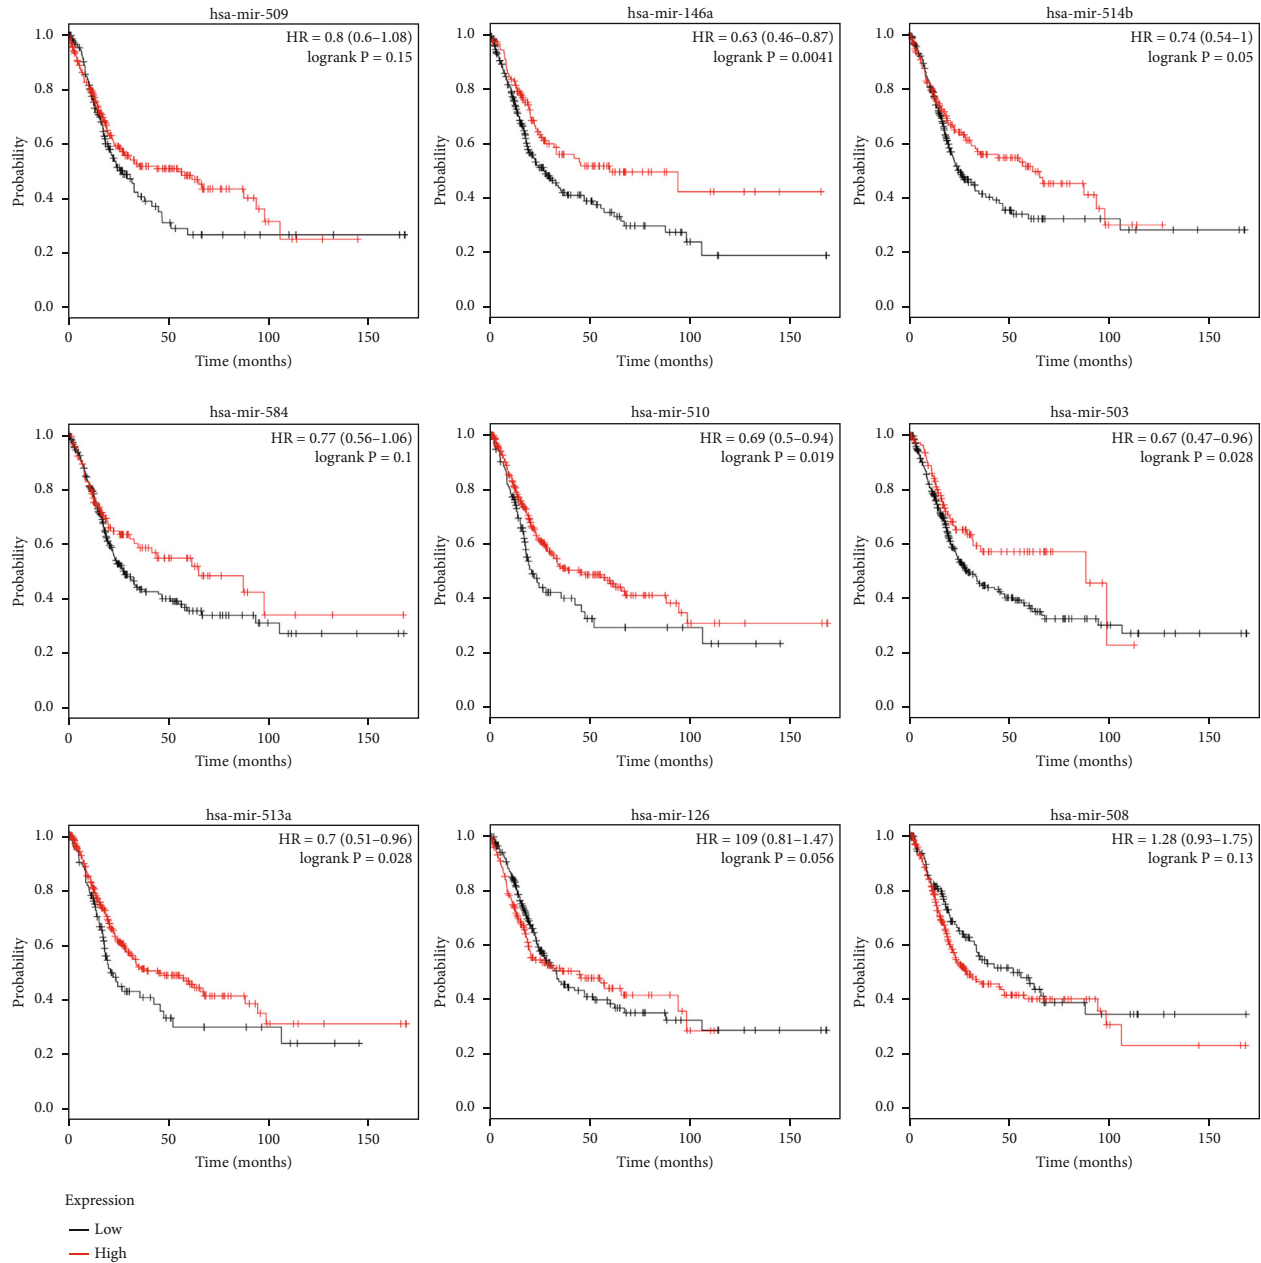 hsa-mir-509
HR = 0.8 (0.6–1.08)
logrank P = 0.15
1.0
0.8
0.6
0.4
0.2
0.0
Probability
0 50 100 150
Time (months)
hsa-mir-146a
HR = 0.63 (0.46–0.87)
logrank P = 0.0041
1.0
0.8
0.6
0.4
0.2
0.0
Probability
0 50 100 150
Time (months)
hsa-mir-514b
HR = 0.74 (0.54–1)
logrank P = 0.05
1.0
0.8
0.6
0.4
0.2
0.0
Probability
0 50 100 150
Time (months)
hsa-mir-584
HR = 0.77 (0.56–1.06)
logrank P = 0.1
1.0
0.8
0.6
0.4
0.2
0.0
Probability
0 50 100 150
Time (months)
hsa-mir-510
HR = 0.69 (0.5–0.94)
logrank P = 0.019
1.0
0.8
0.6
0.4
0.2
0.0
Probability
0 50 100 150
Time (months)
hsa-mir-503
HR = 0.67 (0.47–0.96)
logrank P = 0.028
1.0
0.8
0.6
0.4
0.2
0.0
Probability
0 50 100 150
Time (months)
hsa-mir-513a
HR = 0.7 (0.51–0.96)
logrank P = 0.028
1.0
0.8
0.6
0.4
0.2
0.0
Probability
0 50 100 150
Time (months)
hsa-mir-126
HR = 109 (0.81–1.47)
logrank P = 0.056
1.0
0.8
0.6
0.4
0.2
0.0
Probability
0 50 100 150
Time (months)
hsa-mir-508
HR = 1.28 (0.93–1.75)
logrank P = 0.13
1.0
0.8
0.6
0.4
0.2
0.0
Probability
0 50 100 150
Time (months)
Expression
Low
High